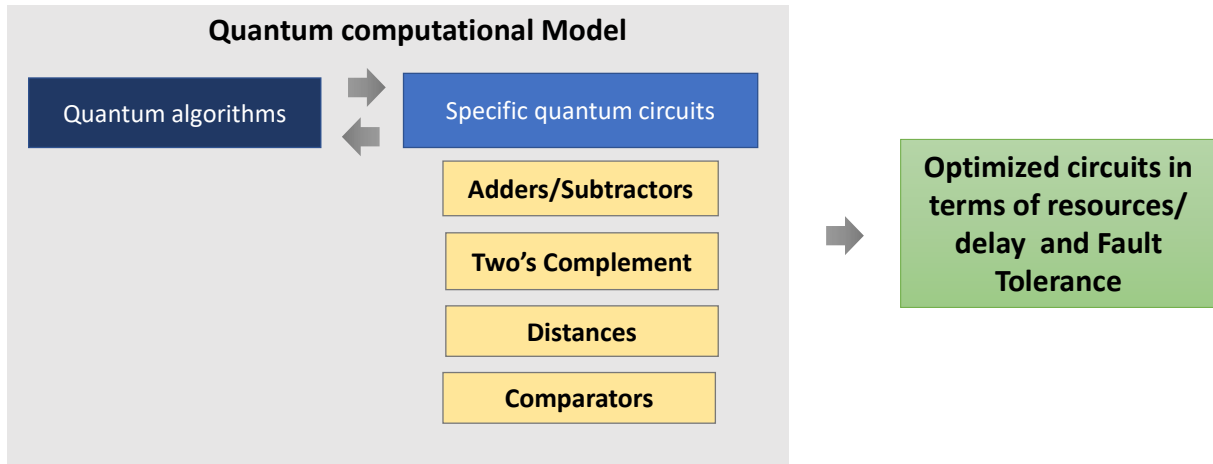 Quantum computational Model
Quantum algorithms
Specific quantum circuits
Adders/Subtractors
Two’s Complement
Distances
Comparators
Optimized circuits in
terms of resources/
delay and Fault
Tolerance